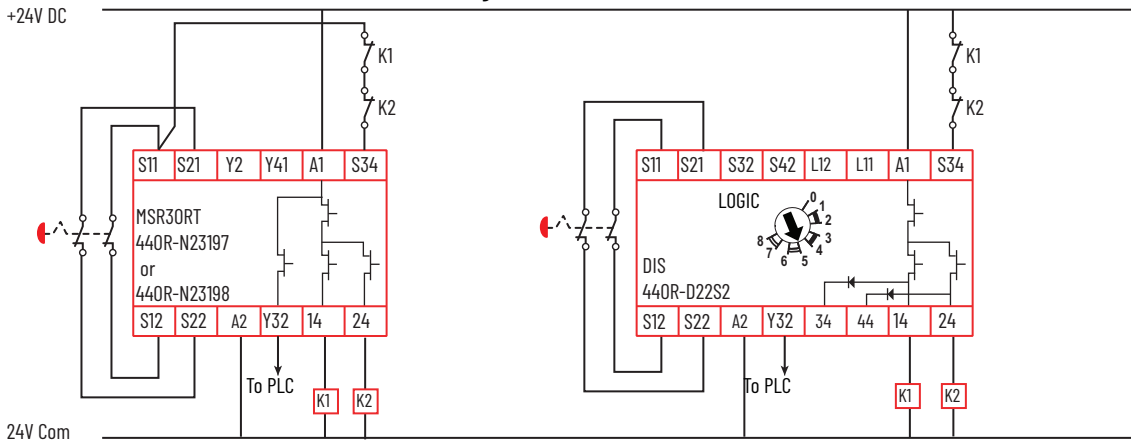 +24V DC
K1
K2
K1
K2
S11 S21 Y2 Y41 A1 S34
MSR30RT
440R-N23197
or
440R-N23198
S12 S22 A2 Y32 14 24
To PLC
K1 K2
S11 S21 S32 S42 L12 L11 A1 S34
LOGIC
0
1
2
3
4
5
6
7
8
DIS
440R-D22S2
S12 S22 A2 Y32 34 44 14 24
To PLC
K1 K2
24V Com